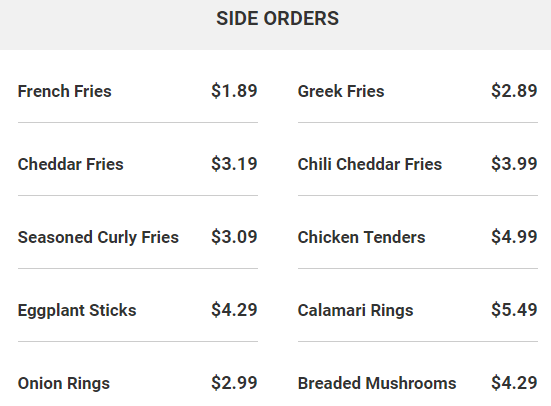 SIDE ORDERS
French Fries $1.89 Greek Fries $2.89
Cheddar Fries $3.19 Chili Cheddar Fries $3.99
Seasoned Curly Fries $3.09 Chicken Tenders $4.99
Eggplant Sticks $4.29 Calamari Rings $5.49
Onion Rings $2.99 Breaded Mushrooms $4.29